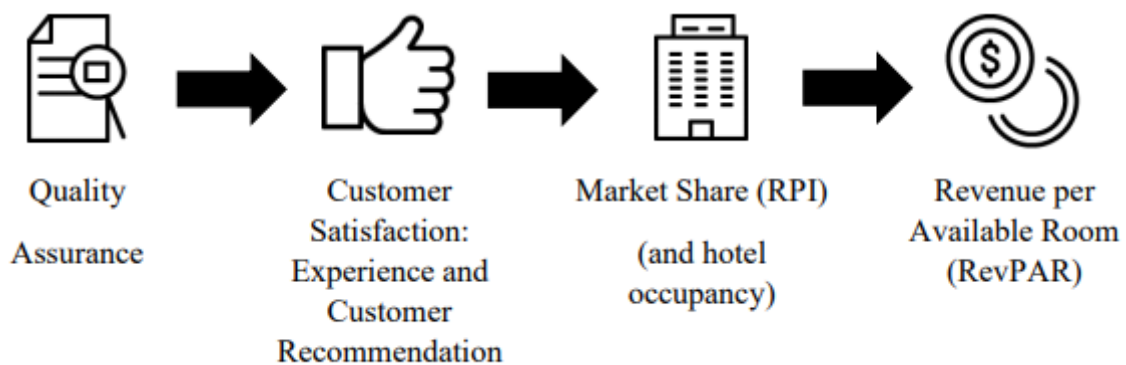 $
Quality
Assurance
Customer
Satisfaction:
Experience and
Customer
Recommendation
Market Share (RPI)
(and hotel
occupancy)
Revenue per
Available Room
(RevPAR)